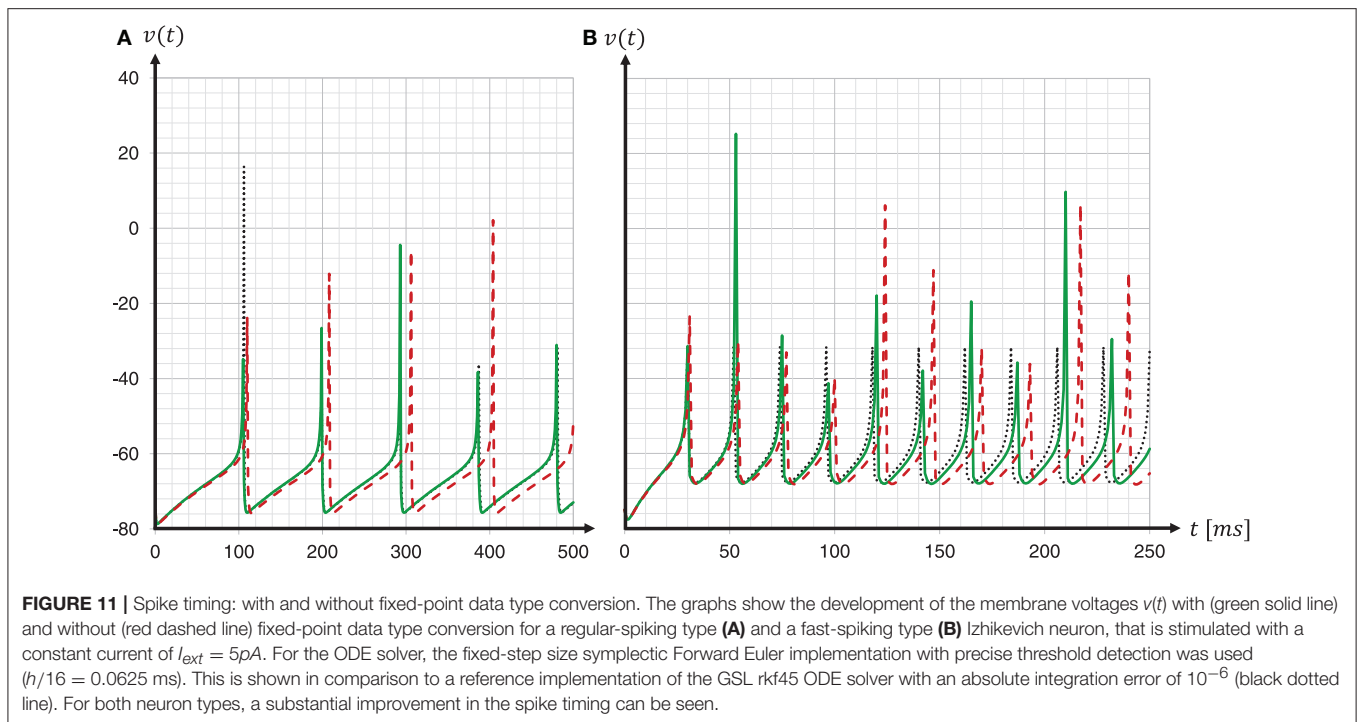 A v(t)
B v(t)
40
20
0
-20
-40
-60
-80
0 100 200 300 400 500
0 50 100 150 200 250
t [ms]
FIGURE 11 | Spike timing: with and without fixed-point data type conversion. The graphs show the development of the membrane voltages v(t) with (green solid line)
and without (red dashed line) fixed-point data type conversion for a regular-spiking type (A) and a fast-spiking type (B) Izhikevich neuron, that is stimulated with a
constant current of I_ext = 5pA. For the ODE solver, the fixed-step size symplectic Forward Euler implementation with precise threshold detection was used
(h/16 = 0.0625 ms). This is shown in comparison to a reference implementation of the GSL rkf45 ODE solver with an absolute integration error of 10⁻⁶ (black dotted
line). For both neuron types, a substantial improvement in the spike timing can be seen.